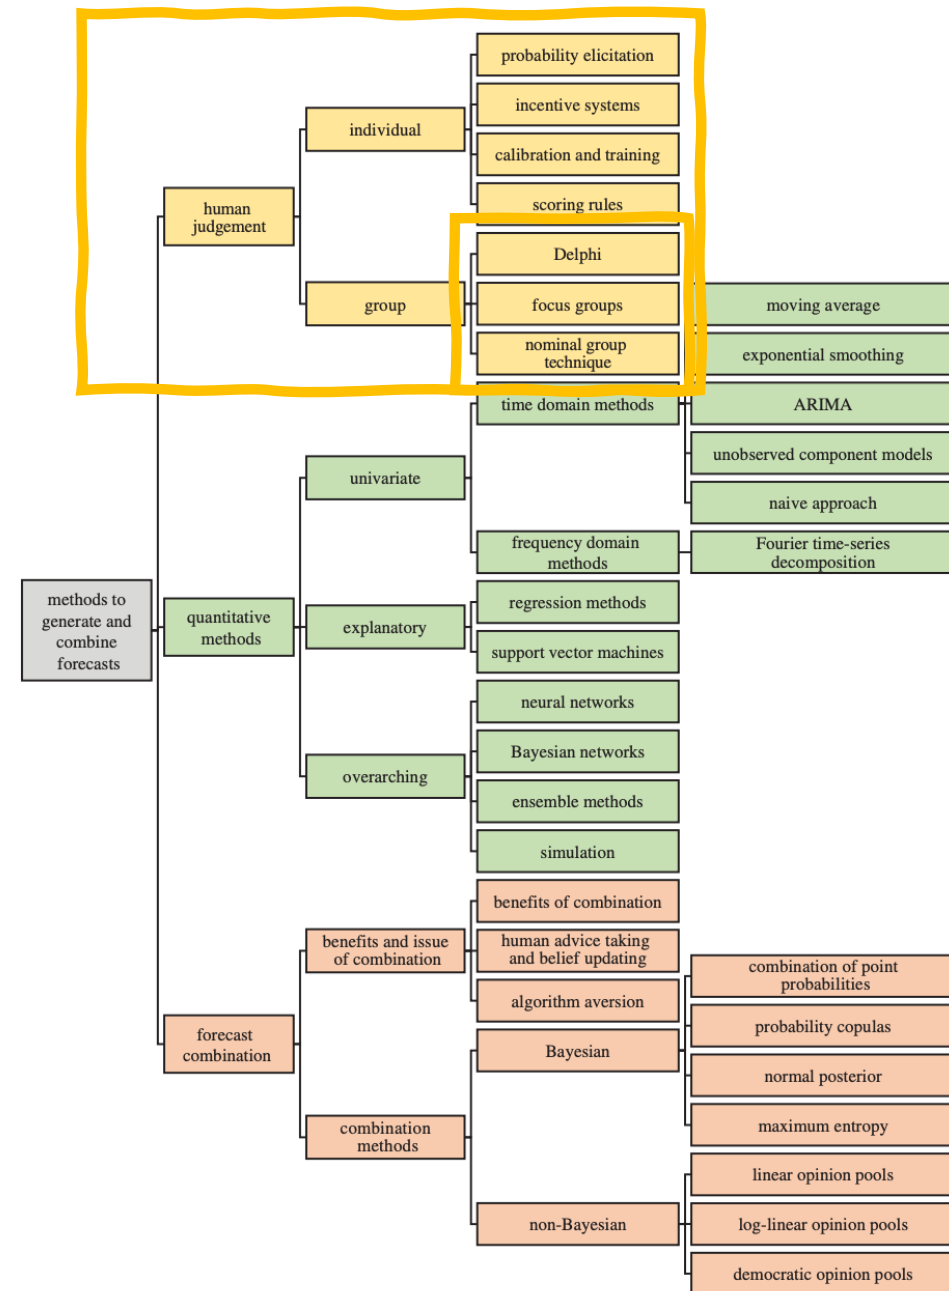 probability elicitation
incentive systems
individual
calibration and training
scoring rules
human
judgement
Delphi
group
focus groups
nominal group
technique
moving average
exponential smoothing
time domain methods
ARIMA
unobserved component models
univariate
naive approach
frequency domain
methods
Fourier time-series
decomposition
methods to
generate and
combine
forecasts
quantitative
methods
explanatory
regression methods
support vector machines
neural networks
Bayesian networks
overarching
ensemble methods
simulation
benefits of combination
benefits and issue
of combination
human advice taking
and belief updating
algorithm aversion
combination of point
probabilities
forecast
combination
Bayesian
probability copulas
normal posterior
maximum entropy
combination
methods
linear opinion pools
non-Bayesian
log-linear opinion pools
democratic opinion pools